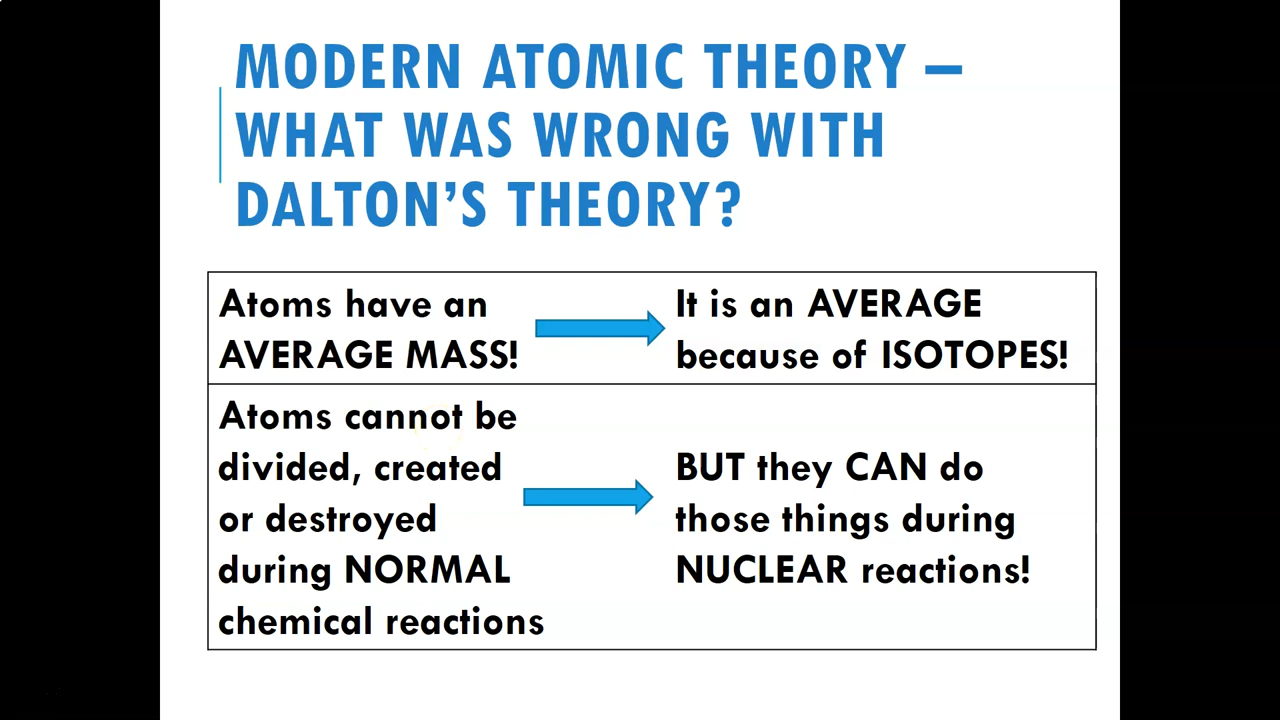 MODERN ATOMIC THEORY –
WHAT WAS WRONG WITH
DALTON’S THEORY?
Atoms have an
AVERAGE MASS!
It is an AVERAGE
because of ISOTOPES!
Atoms cannot be
divided, created
or destroyed
during NORMAL
chemical reactions
BUT they CAN do
those things during
NUCLEAR reactions!